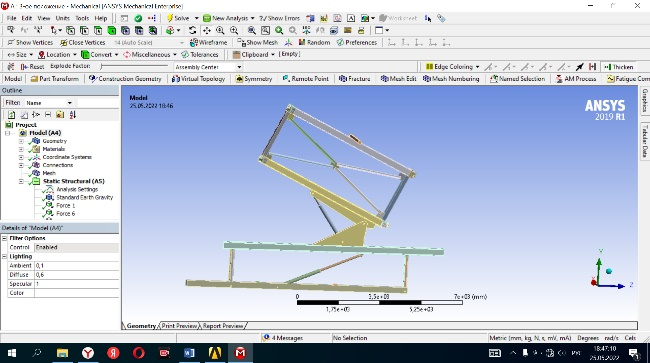 A : 3-ое положение - Mechanical [ANSYS Mechanical Enterprise]
File Edit View Units Tools Help Solve New Analysis ?/ Show Errors Worksheet
Show Vertices Close Vertices 14 (Auto Scale) Wireframe Show Mesh Random Preferences
Size Location Convert Miscellaneous Tolerances Clipboard [Empty]
Reset Explode Factor: Assembly Center Edge Coloring Thicken
Model Part Transform Construction Geometry Virtual Topology Symmetry Remote Point Fracture Mesh Edit Mesh Numbering Named Selection AM Process Fatigue Com
Outline
Filter: Name
Project
Model (A4)
Geometry
Materials
Coordinate Systems
Connections
Mesh
Static Structural (A5)
Analysis Settings
Standard Earth Gravity
Force 1
Force 6
Details of "Model (A4)"
Filter Options
Control Enabled
Lighting
Ambient 0,1
Diffuse 0,6
Specular 1
Color
Model
25.05.2022 18:46
ANSYS
2019 R1
Y
Z
0 3,5e+03 7e+03 (mm)
1,75e+03 5,25e+03
Geometry Print Preview Report Preview
Graphics
Tabular Data
4 Messages No Selection Metric (mm, kg, N, s, mV, mA) Degrees rad/s Cels
РУС
18:47:10
25.05.2022